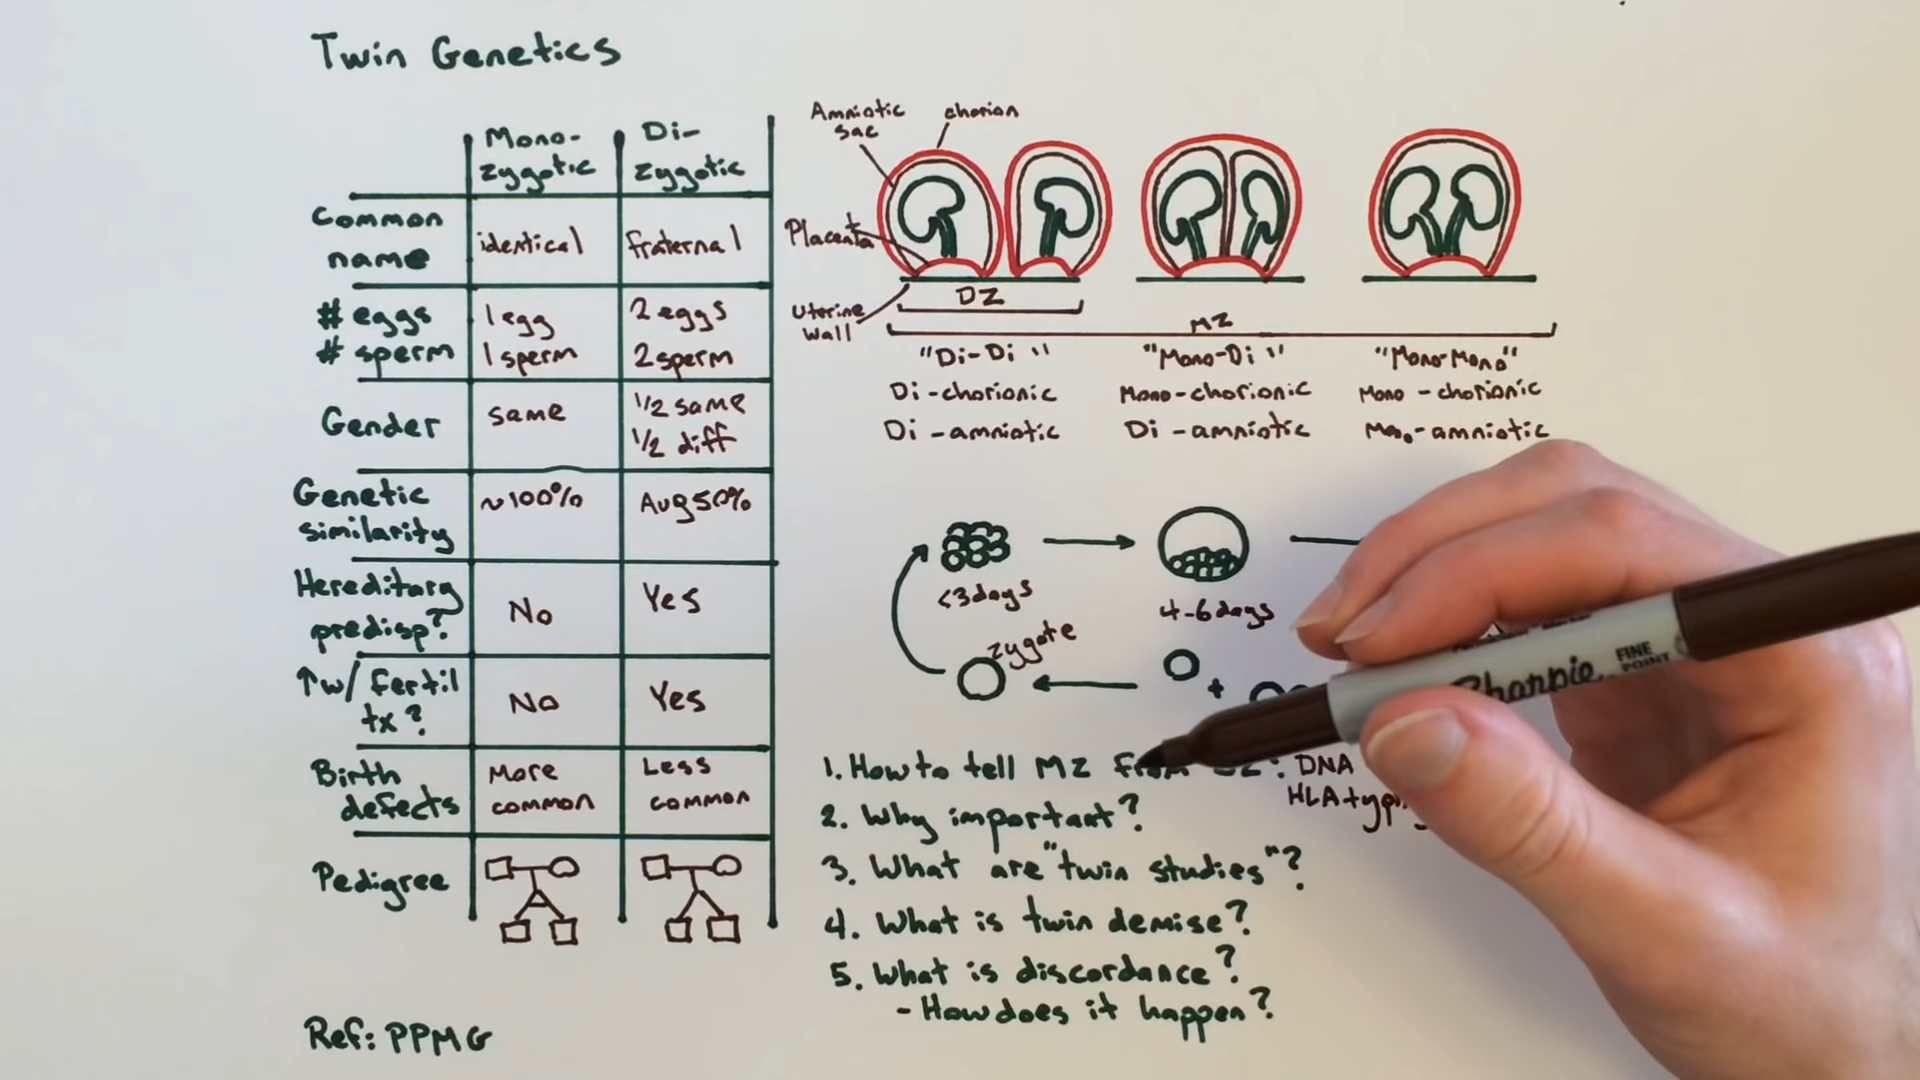 Twin Genetics
Mono-
zygotic
Di-
zygotic
Common
name
identical
fraternal
# eggs
# sperm
1 egg
1 sperm
2 eggs
2 sperm
Gender
same
1/2 same
1/2 diff
Genetic
similarity
~100%
Avg 50%
Hereditary
predisp?
No
Yes
↑w/ fertil
tx?
No
Yes
Birth
defects
More
common
Less
common
Pedigree
Ref: PPMG
Amniotic
sac
chorion
Placenta
Uterine
wall
DZ
MZ
"Di-Di"
Di-chorionic
Di-amniotic
"Mono-Di"
Mono-chorionic
Di-amniotic
"Mono-Mono"
Mono-chorionic
Mono-amniotic
<3days
4-6days
zygote
+
1. How to tell MZ from DZ: DNA
HLA typing
2. Why important?
3. What are "twin studies"?
4. What is twin demise?
5. What is discordance?
- How does it happen?
Sharpie
FINE
POINT